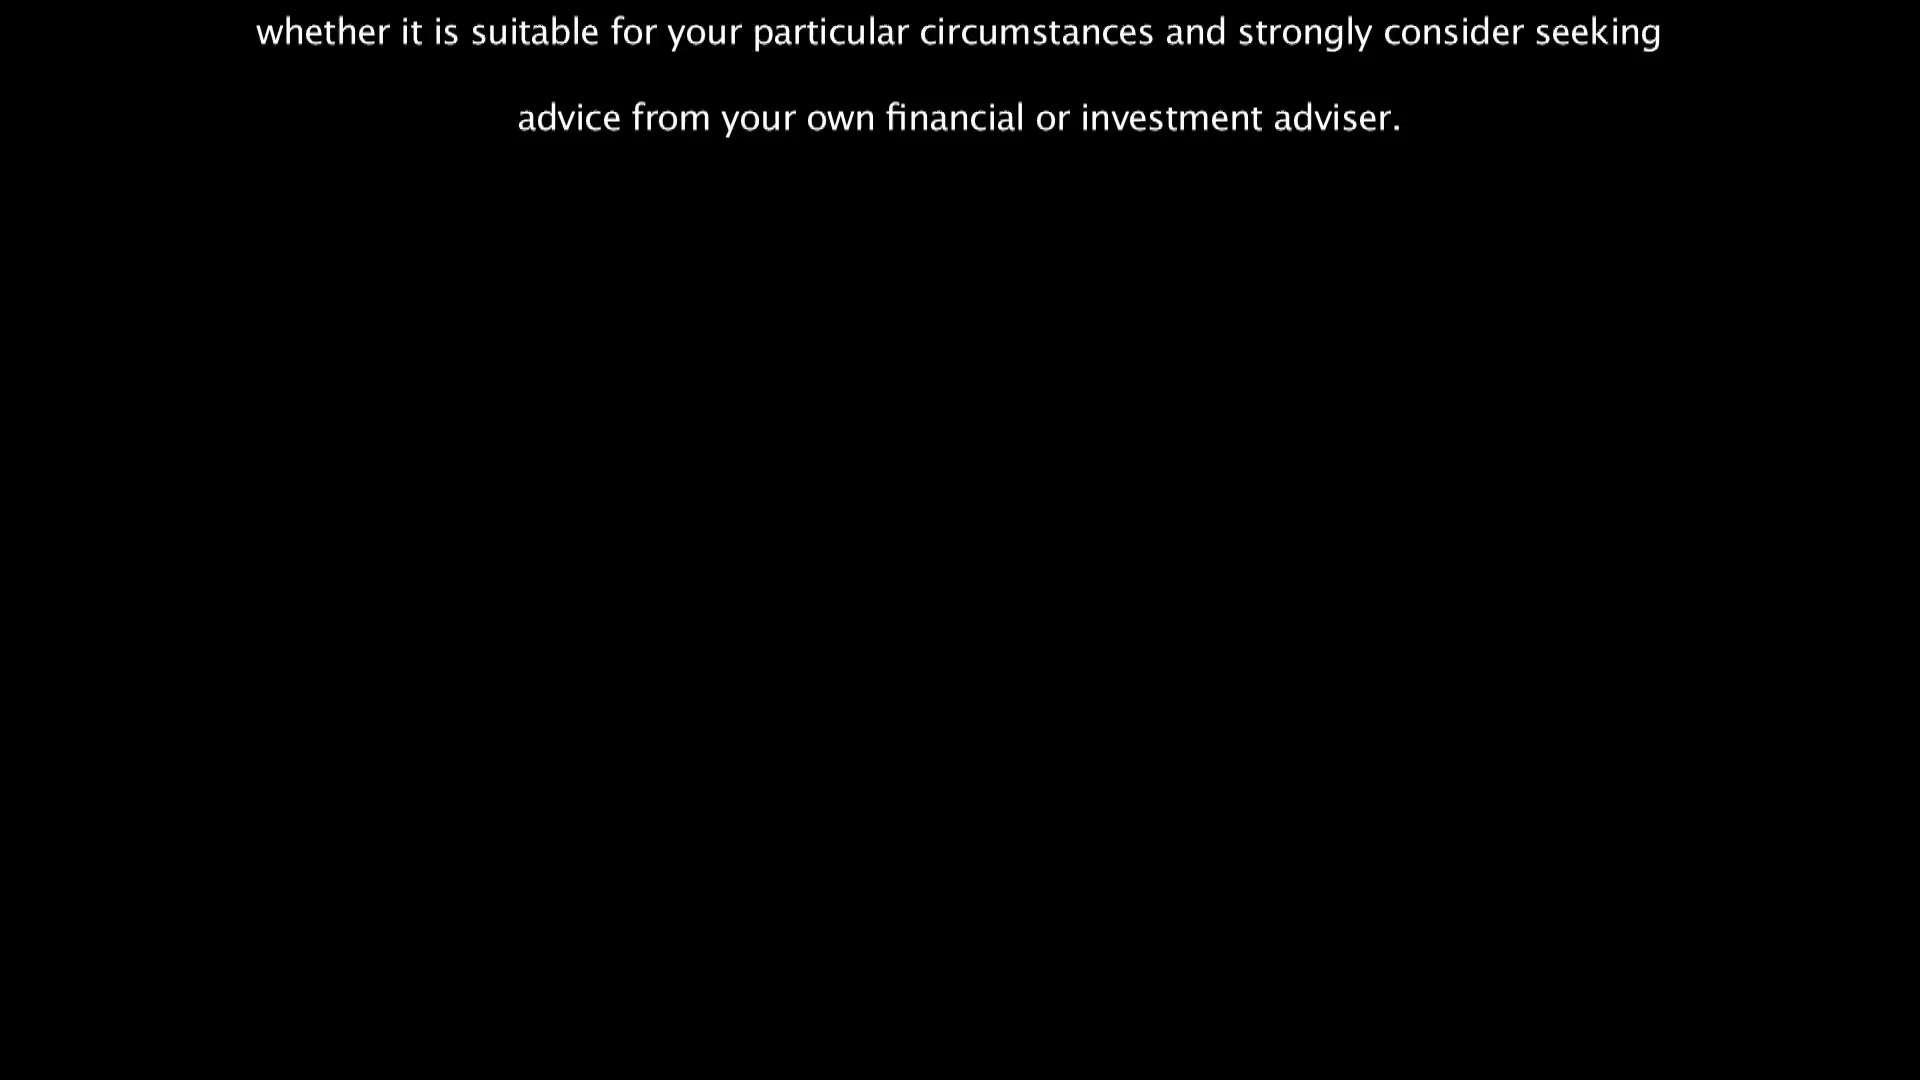 whether it is suitable for your particular circumstances and strongly consider seeking
advice from your own financial or investment adviser.